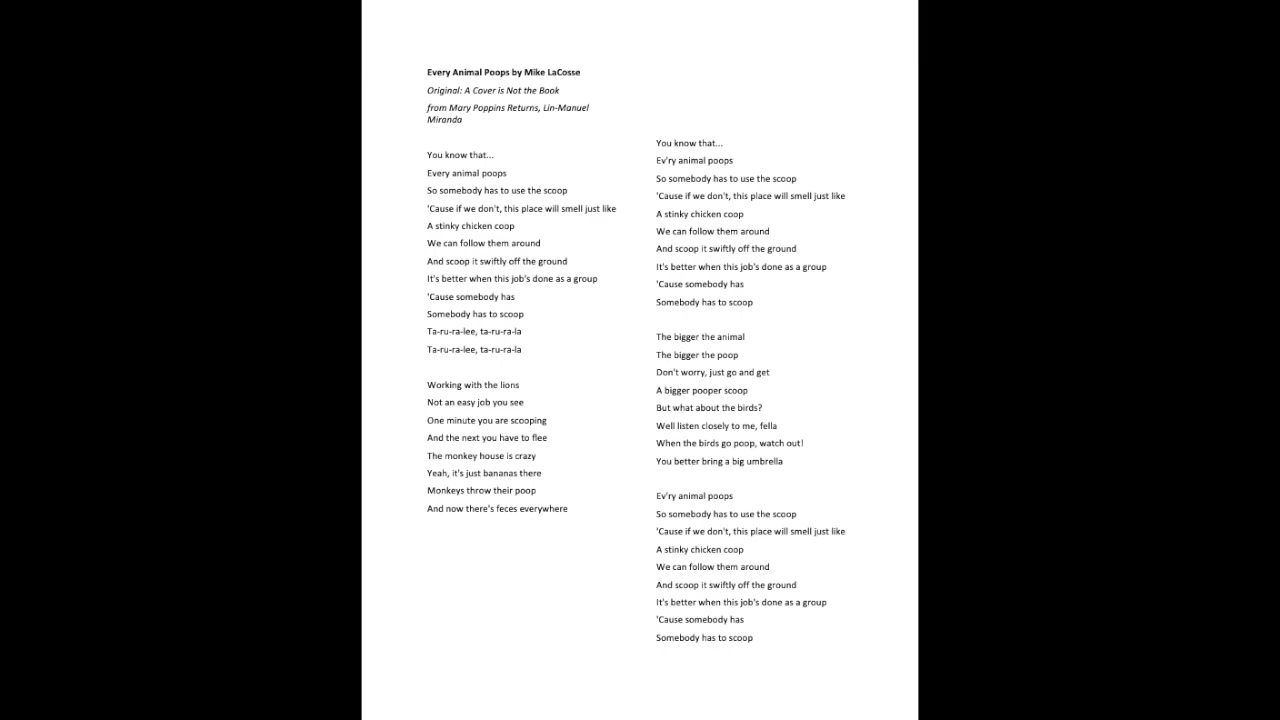 Every Animal Poops by Mike LaCosse
Original: A Cover is Not the Book
from Mary Poppins Returns, Lin-Manuel
Miranda
You know that...
Every animal poops
So somebody has to use the scoop
'Cause if we don't, this place will smell just like
A stinky chicken coop
We can follow them around
And scoop it swiftly off the ground
It's better when this job's done as a group
'Cause somebody has
Somebody has to scoop
Ta-ru-ra-lee, ta-ru-ra-la
Ta-ru-ra-lee, ta-ru-ra-la
Working with the lions
Not an easy job you see
One minute you are scooping
And the next you have to flee
The monkey house is crazy
Yeah, it's just bananas there
Monkeys throw their poop
And now there's feces everywhere
You know that...
Ev'ry animal poops
So somebody has to use the scoop
'Cause if we don't, this place will smell just like
A stinky chicken coop
We can follow them around
And scoop it swiftly off the ground
It's better when this job's done as a group
'Cause somebody has
Somebody has to scoop
The bigger the animal
The bigger the poop
Don't worry, just go and get
A bigger pooper scoop
But what about the birds?
Well listen closely to me, fella
When the birds go poop, watch out!
You better bring a big umbrella
Ev'ry animal poops
So somebody has to use the scoop
'Cause if we don't, this place will smell just like
A stinky chicken coop
We can follow them around
And scoop it swiftly off the ground
It's better when this job's done as a group
'Cause somebody has
Somebody has to scoop